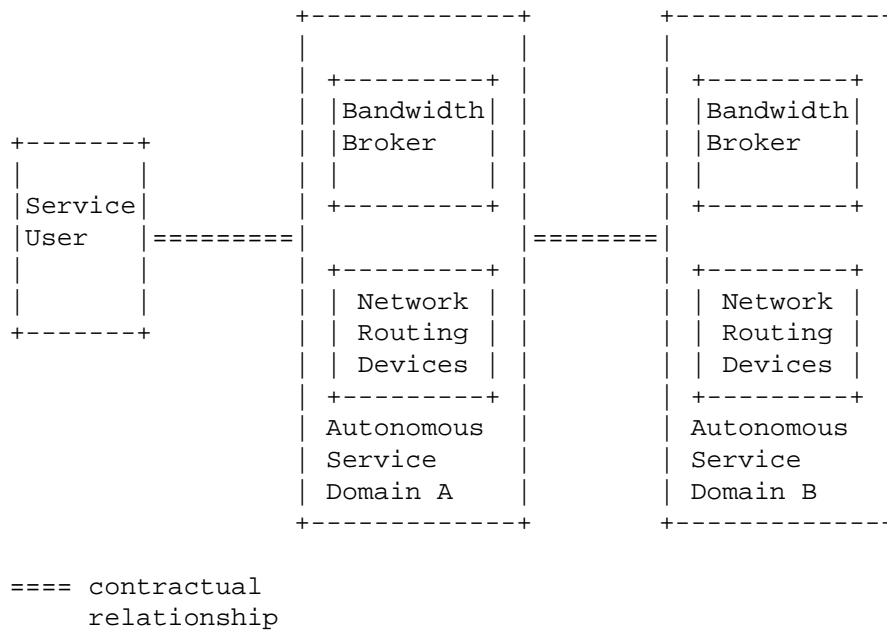 Bandwidth
Broker
Bandwidth
Broker
Service
User
=========
========
Network
Routing
Devices
Network
Routing
Devices
Autonomous
Service
Domain A
Autonomous
Service
Domain B
==== contractual
relationship